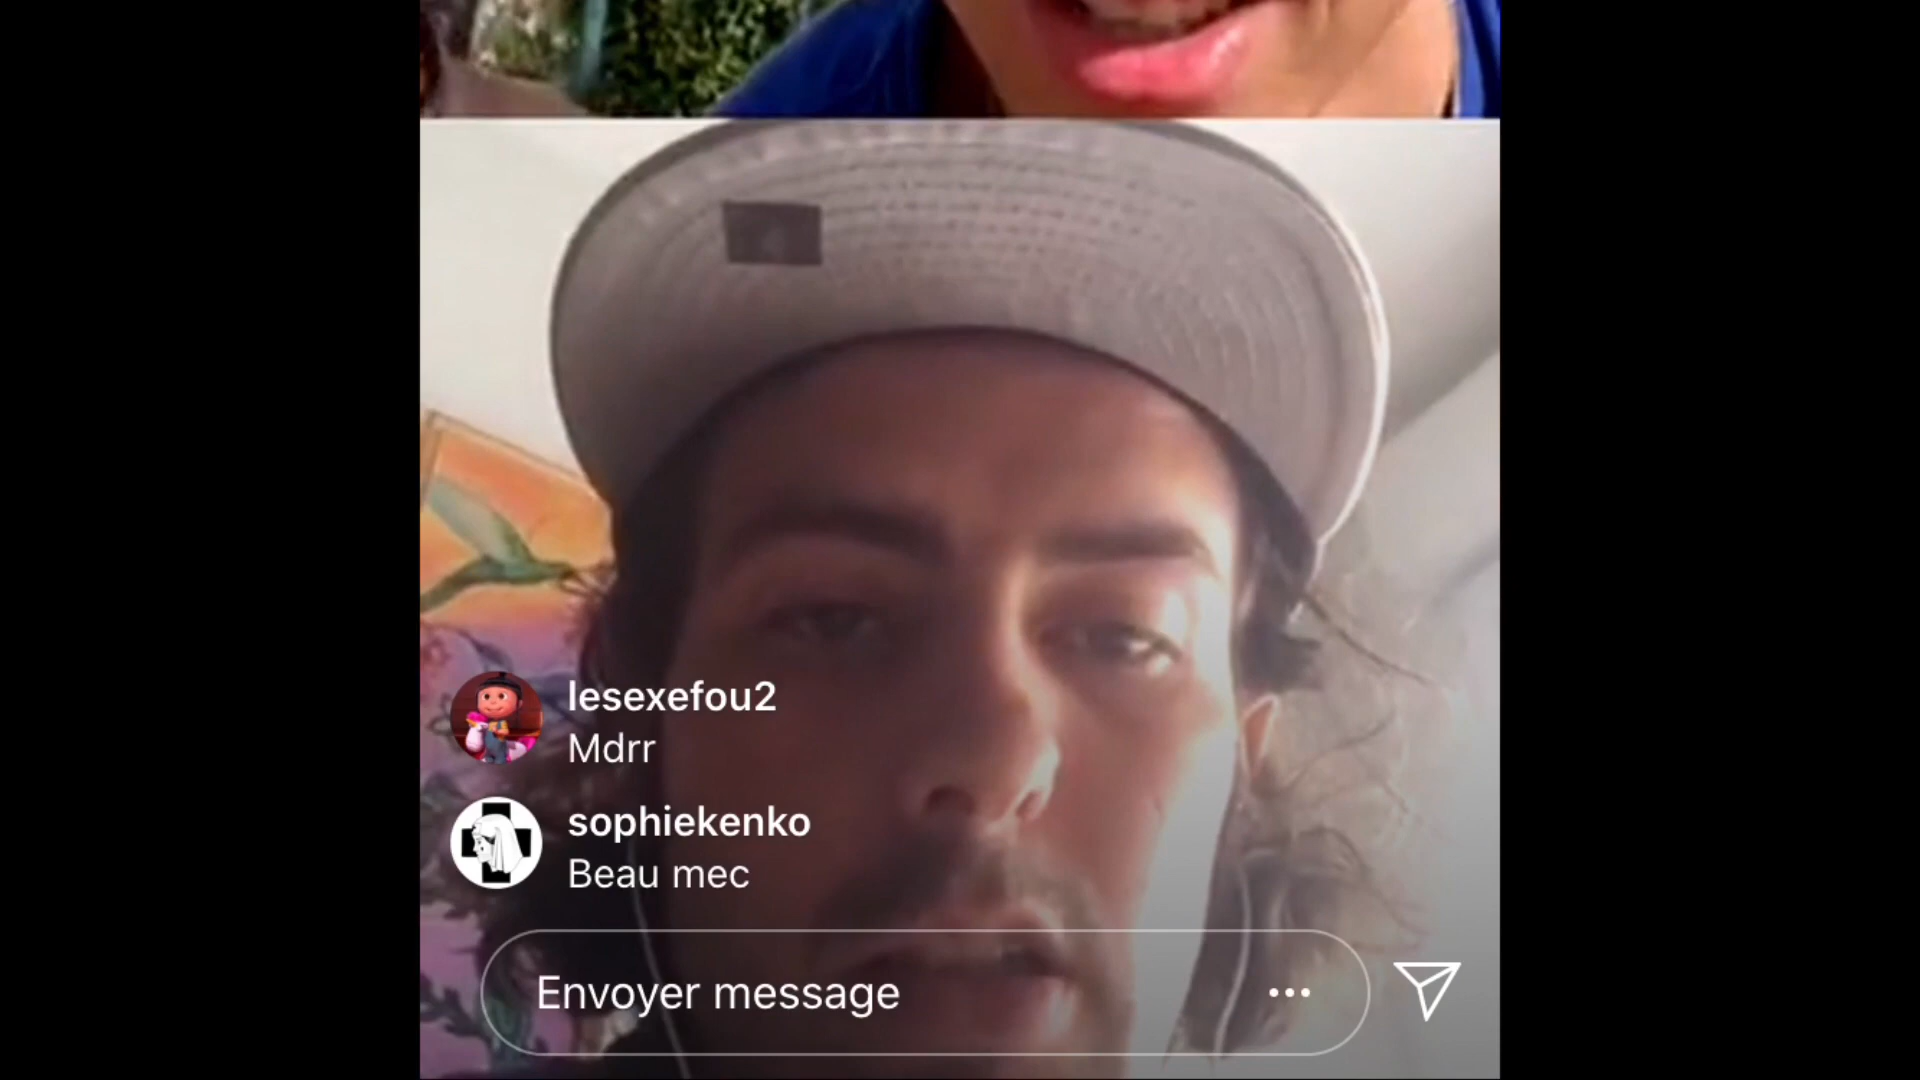 lesexefou2
Mdrr
sophiekenko
Beau mec
Envoyer message